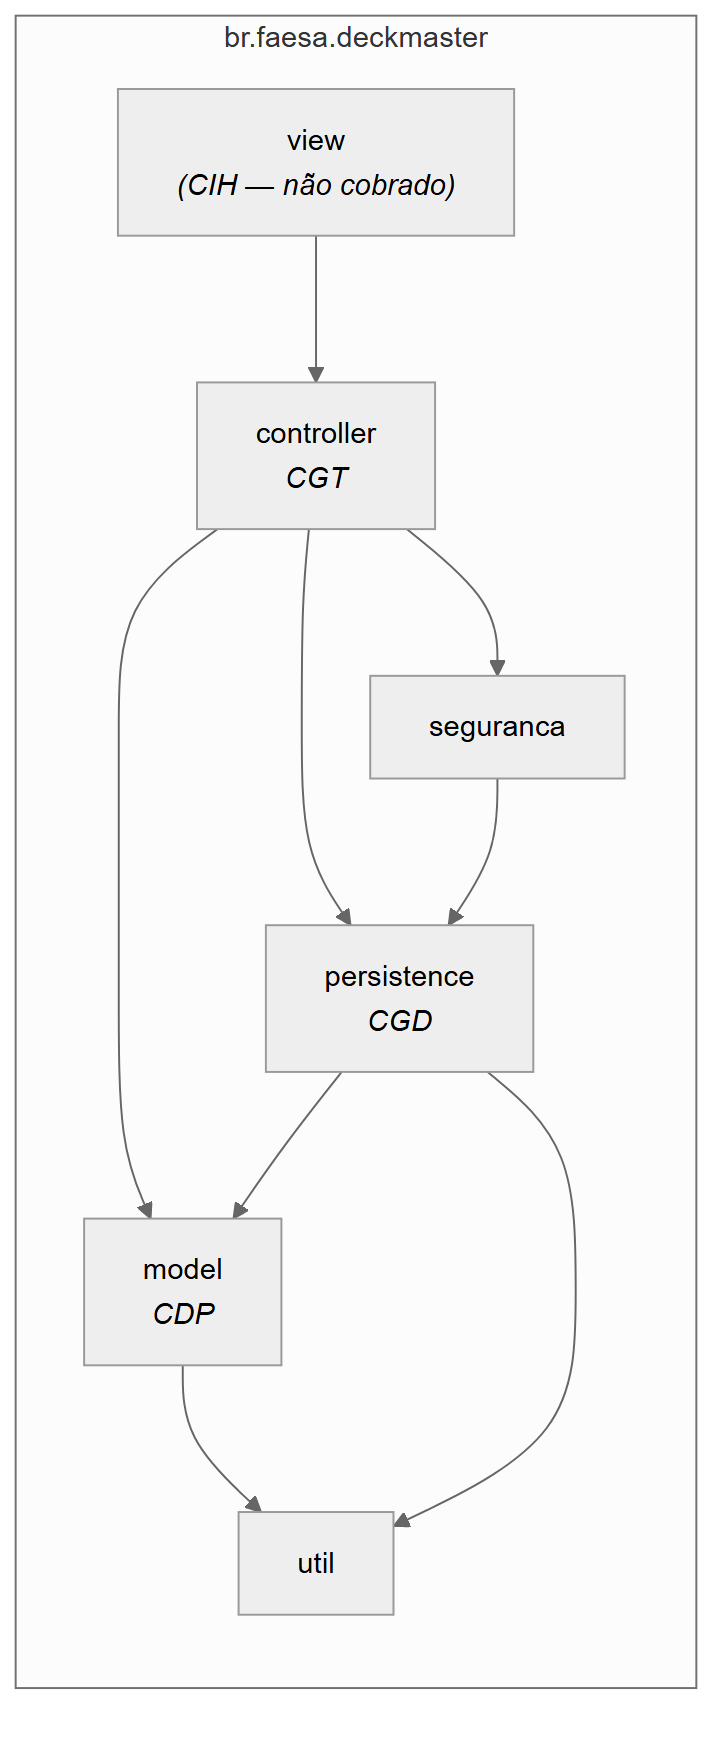 br.faesa.deckmaster
view
(CIH — não cobrado)
controller
CGT
seguranca
persistence
CGD
model
CDP
util